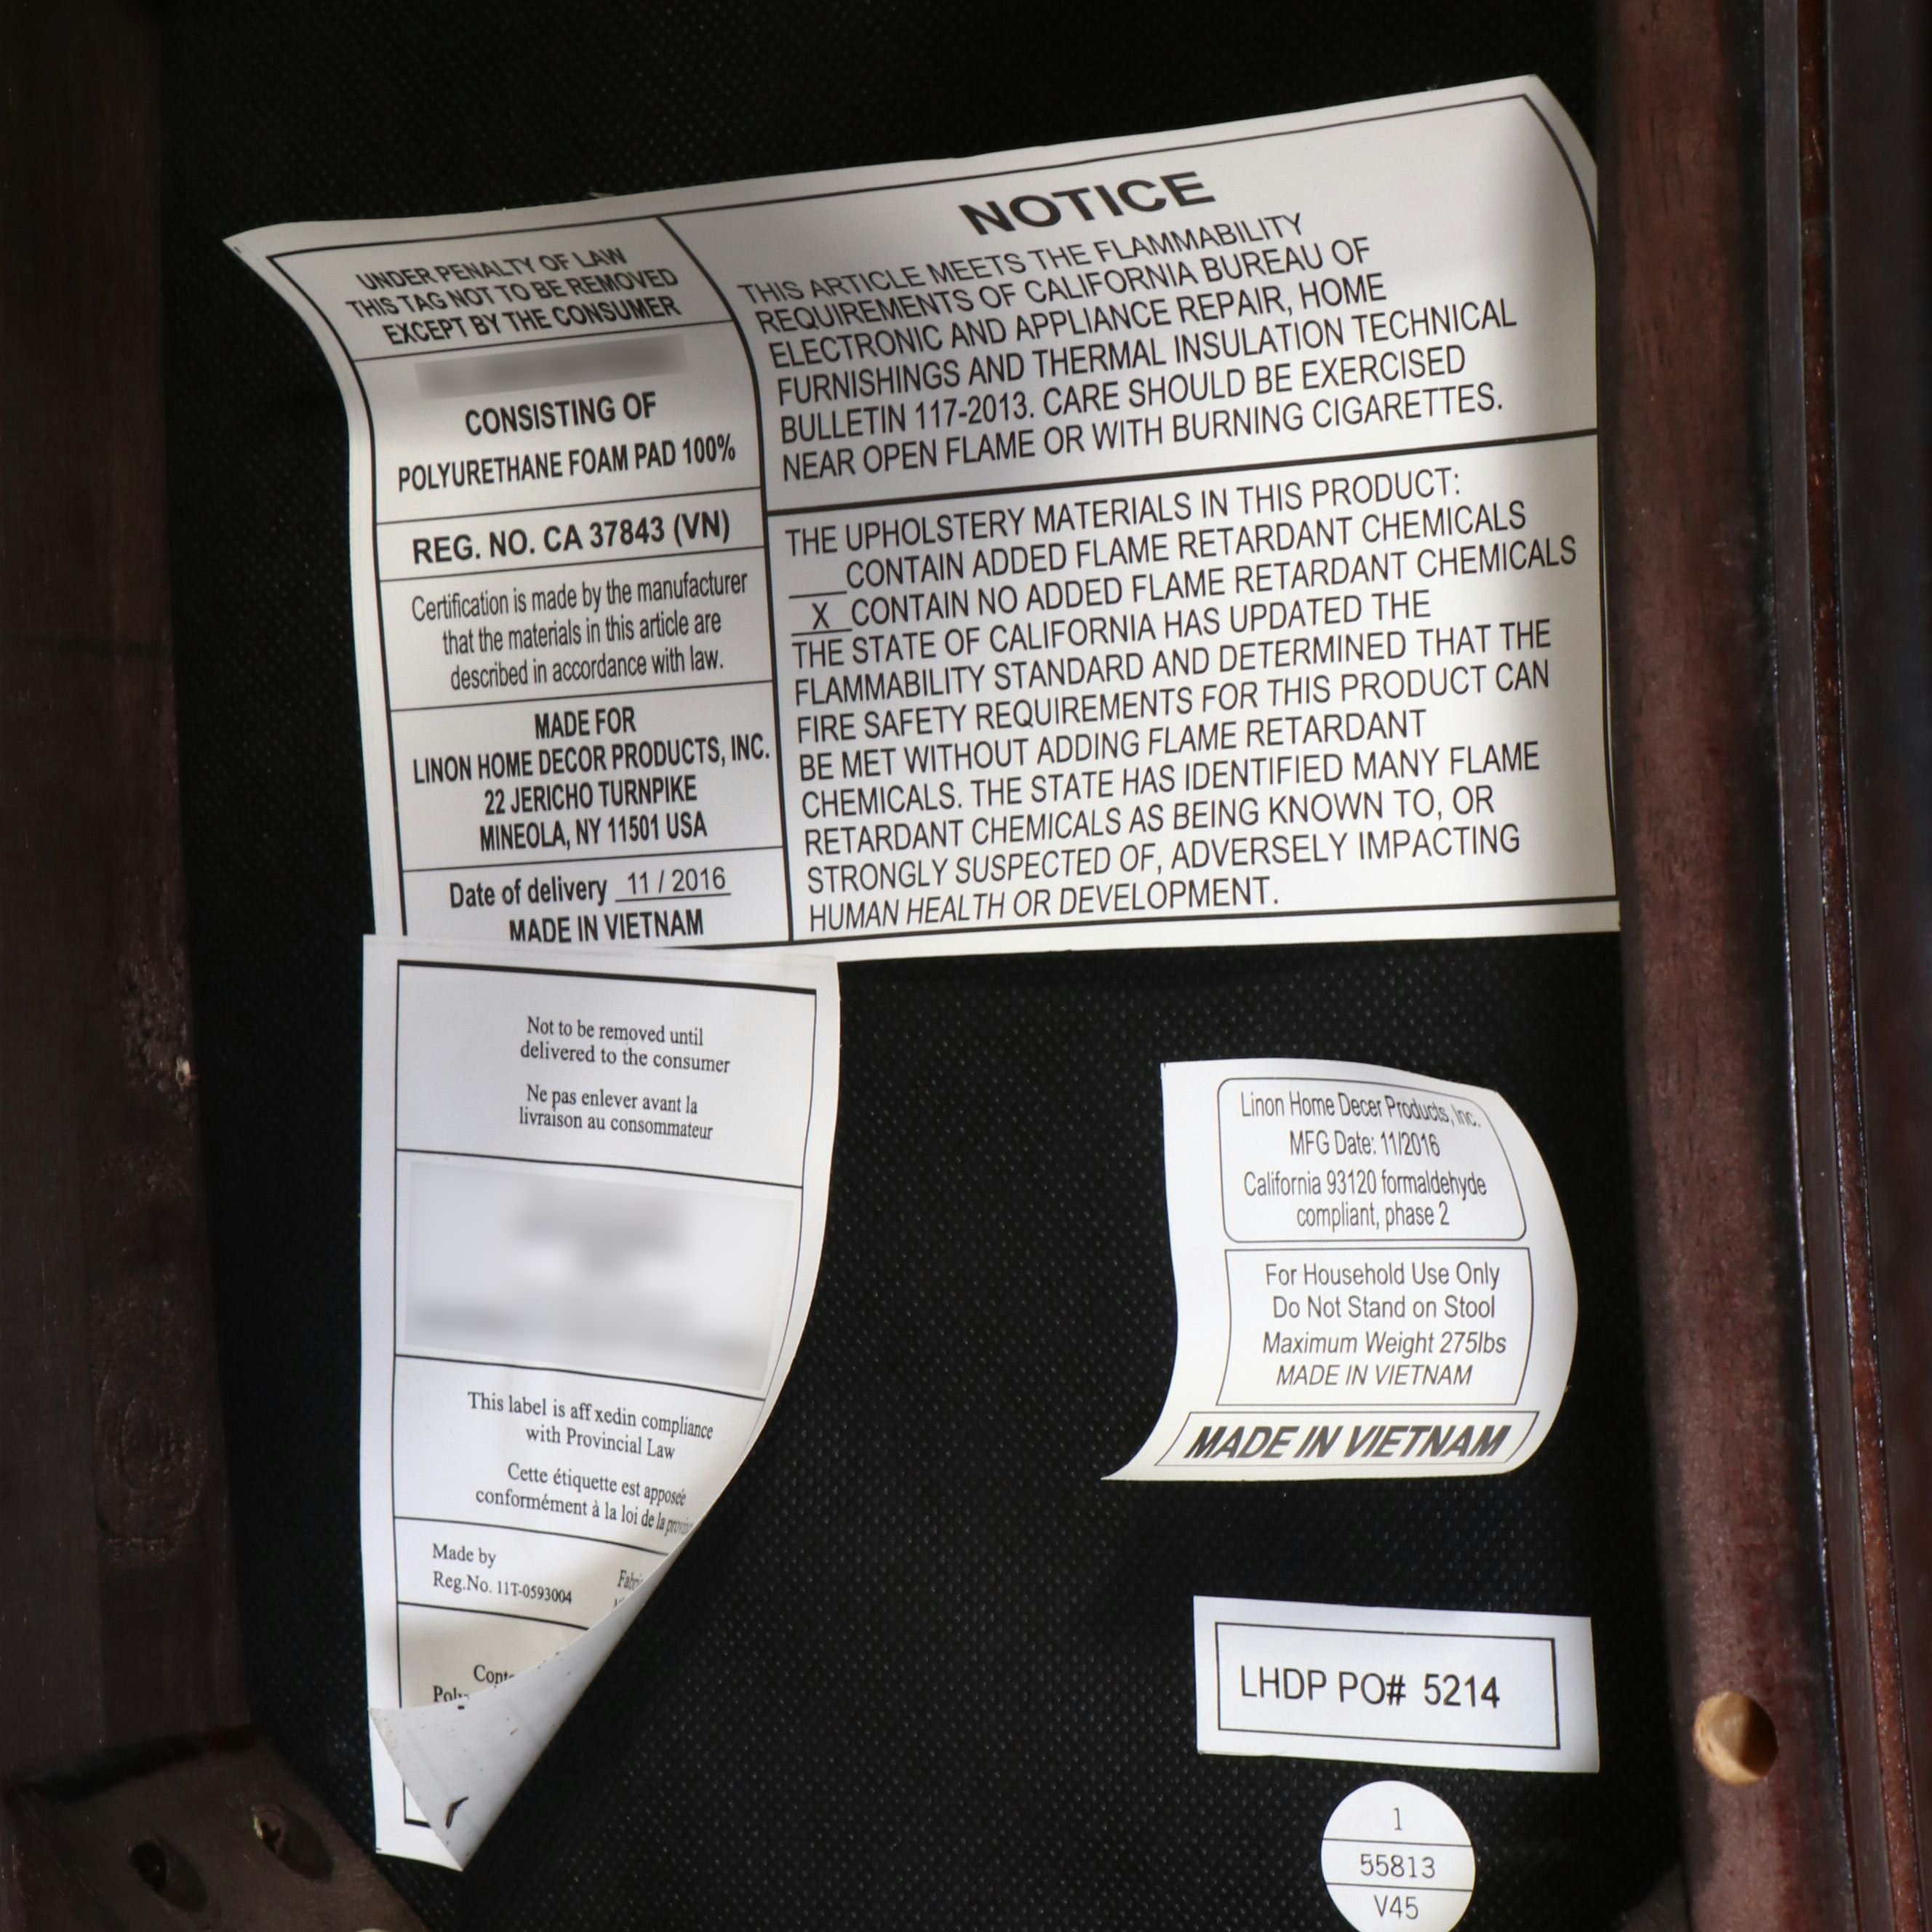 UNDER PENALTY OF LAW
THIS TAG NOT TO BE REMOVED
EXCEPT BY THE CONSUMER
CONSISTING OF
POLYURETHANE FOAM PAD 100%
REG. NO. CA 37843 (VN)
Certification is made by the manufacturer
that the materials in this article are
described in accordance with law.
MADE FOR
LINON HOME DECOR PRODUCTS, INC.
22 JERICHO TURNPIKE
MINEOLA, NY 11501 USA
Date of delivery 11 / 2016
MADE IN VIETNAM
NOTICE
THIS ARTICLE MEETS THE FLAMMABILITY
REQUIREMENTS OF CALIFORNIA BUREAU OF
ELECTRONIC AND APPLIANCE REPAIR, HOME
FURNISHINGS AND THERMAL INSULATION TECHNICAL
BULLETIN 117-2013. CARE SHOULD BE EXERCISED
NEAR OPEN FLAME OR WITH BURNING CIGARETTES.
THE UPHOLSTERY MATERIALS IN THIS PRODUCT:
____CONTAIN ADDED FLAME RETARDANT CHEMICALS
_X_CONTAIN NO ADDED FLAME RETARDANT CHEMICALS
THE STATE OF CALIFORNIA HAS UPDATED THE
FLAMMABILITY STANDARD AND DETERMINED THAT THE
FIRE SAFETY REQUIREMENTS FOR THIS PRODUCT CAN
BE MET WITHOUT ADDING FLAME RETARDANT
CHEMICALS. THE STATE HAS IDENTIFIED MANY FLAME
RETARDANT CHEMICALS AS BEING KNOWN TO, OR
STRONGLY SUSPECTED OF, ADVERSELY IMPACTING
HUMAN HEALTH OR DEVELOPMENT.
Not to be removed until
delivered to the consumer
Ne pas enlever avant la
livraison au consommateur
This label is aff xedin compliance
with Provincial Law
Cette étiquette est apposée
conformément à la loi de la
Made by
Reg.No. 11T-0593004
Linon Home Decer Products, Inc.
MFG Date: 11/2016
California 93120 formaldehyde
compliant, phase 2
For Household Use Only
Do Not Stand on Stool
Maximum Weight 275lbs
MADE IN VIETNAM
MADE IN VIETNAM
LHDP PO# 5214
1
55813
V45